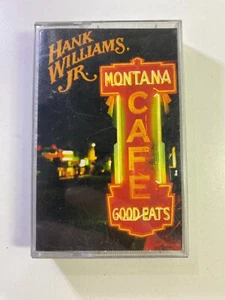 HANK
WILLIAMS,
JR.
MONTANA
CAFE
GOOD EATS